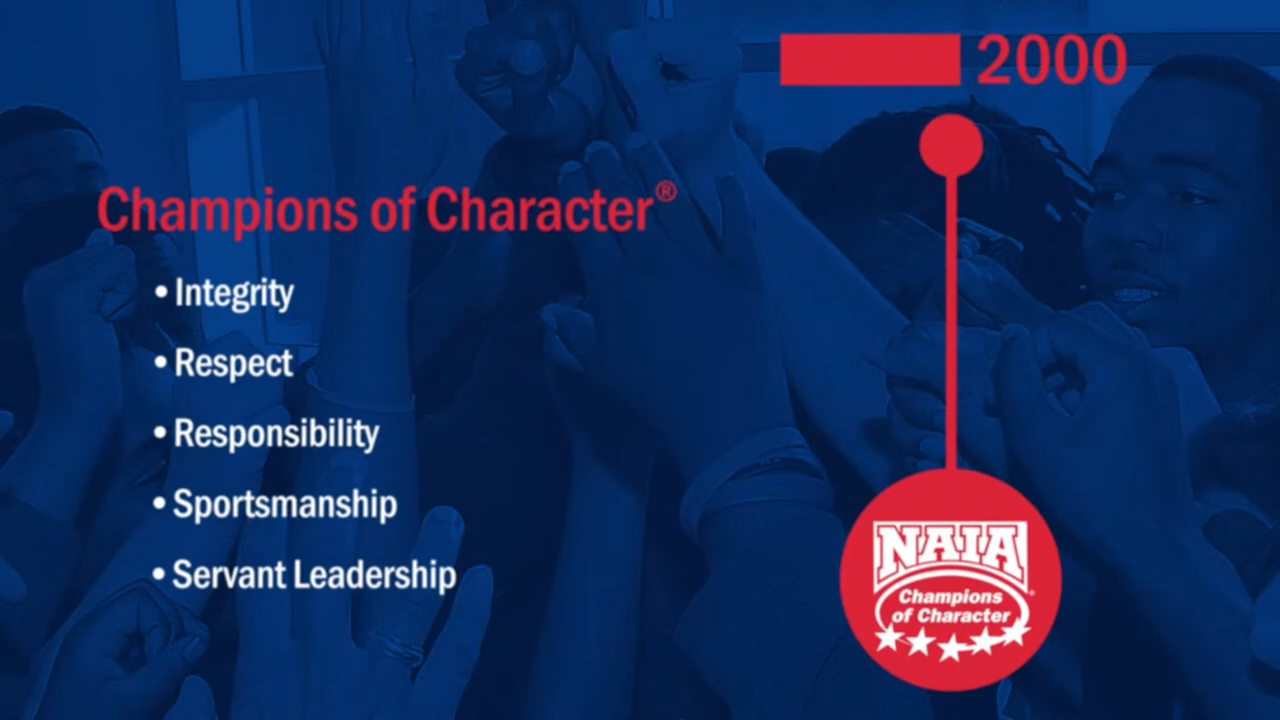 2000
Champions of Character®
• Integrity
• Respect
• Responsibility
• Sportsmanship
• Servant Leadership
NAIA
Champions
of Character